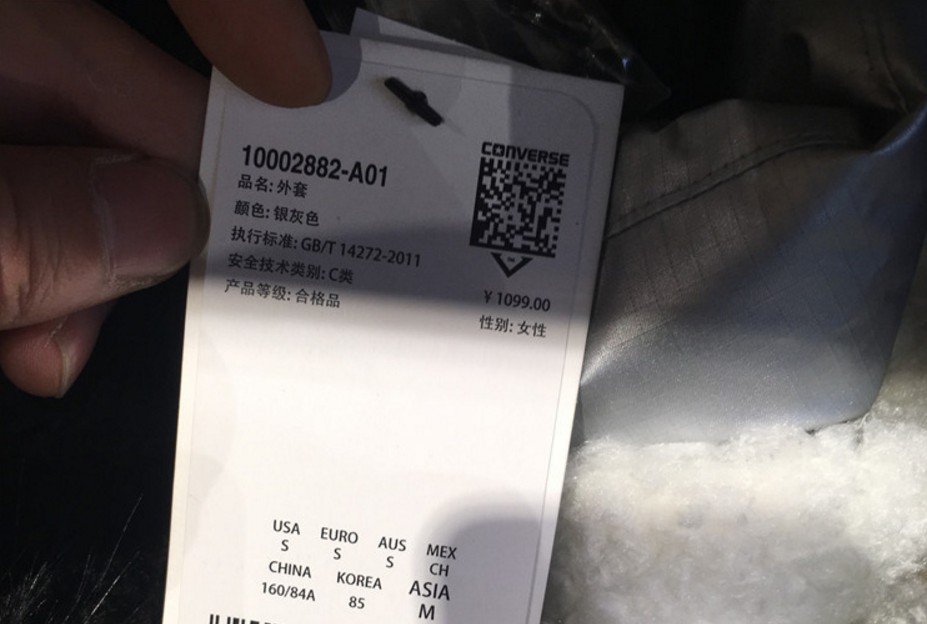 CONVERSE
10002882-A01
品名: 外套
颜色: 银灰色
执行标准: GB/T 14272-2011
安全技术类别: C类
产品等级: 合格品
¥ 1099.00
性别: 女性
USA EURO AUS MEX
S S S CH
CHINA KOREA ASIA
160/84A 85 M